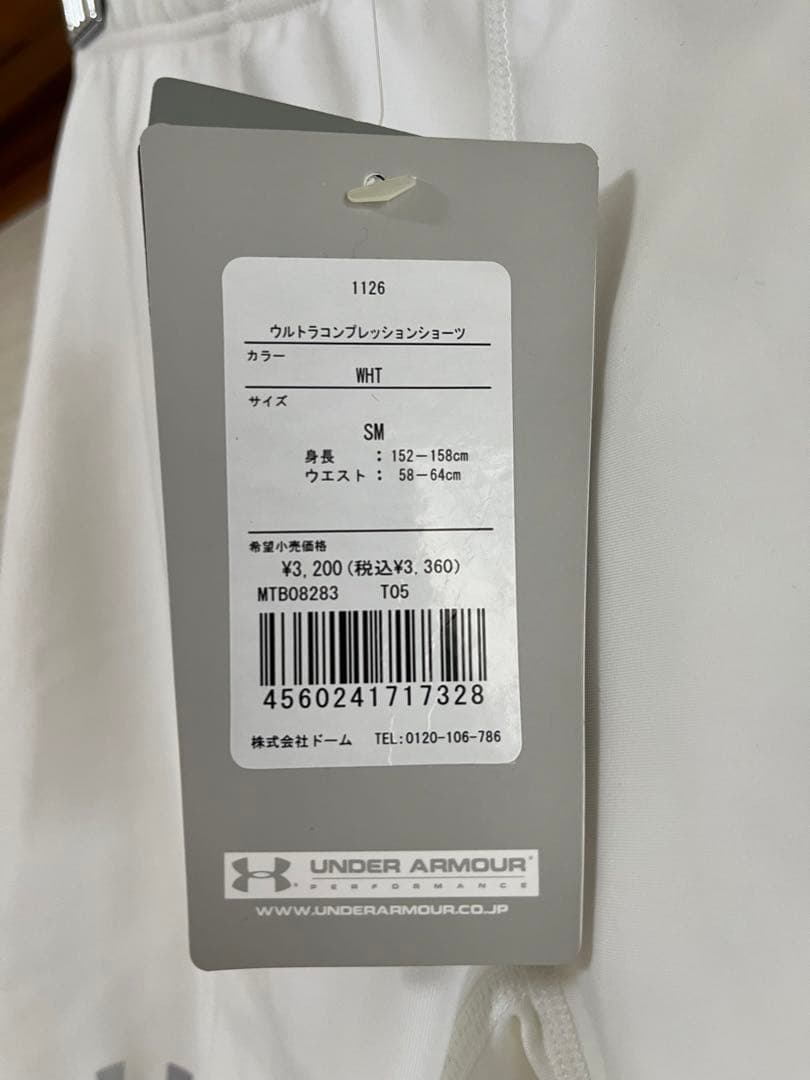 1126
ウルトラコンプレッションショーツ
カラー
WHT
サイズ
SM
身長 : 152-158cm
ウエスト : 58-64cm
希望小売価格
¥3,200(税込¥3,360)
MTB08283 T05
4560241717328
株式会社ドーム TEL:0120-106-786
UNDER ARMOUR
PERFORMANCE
WWW.UNDERARMOUR.CO.JP